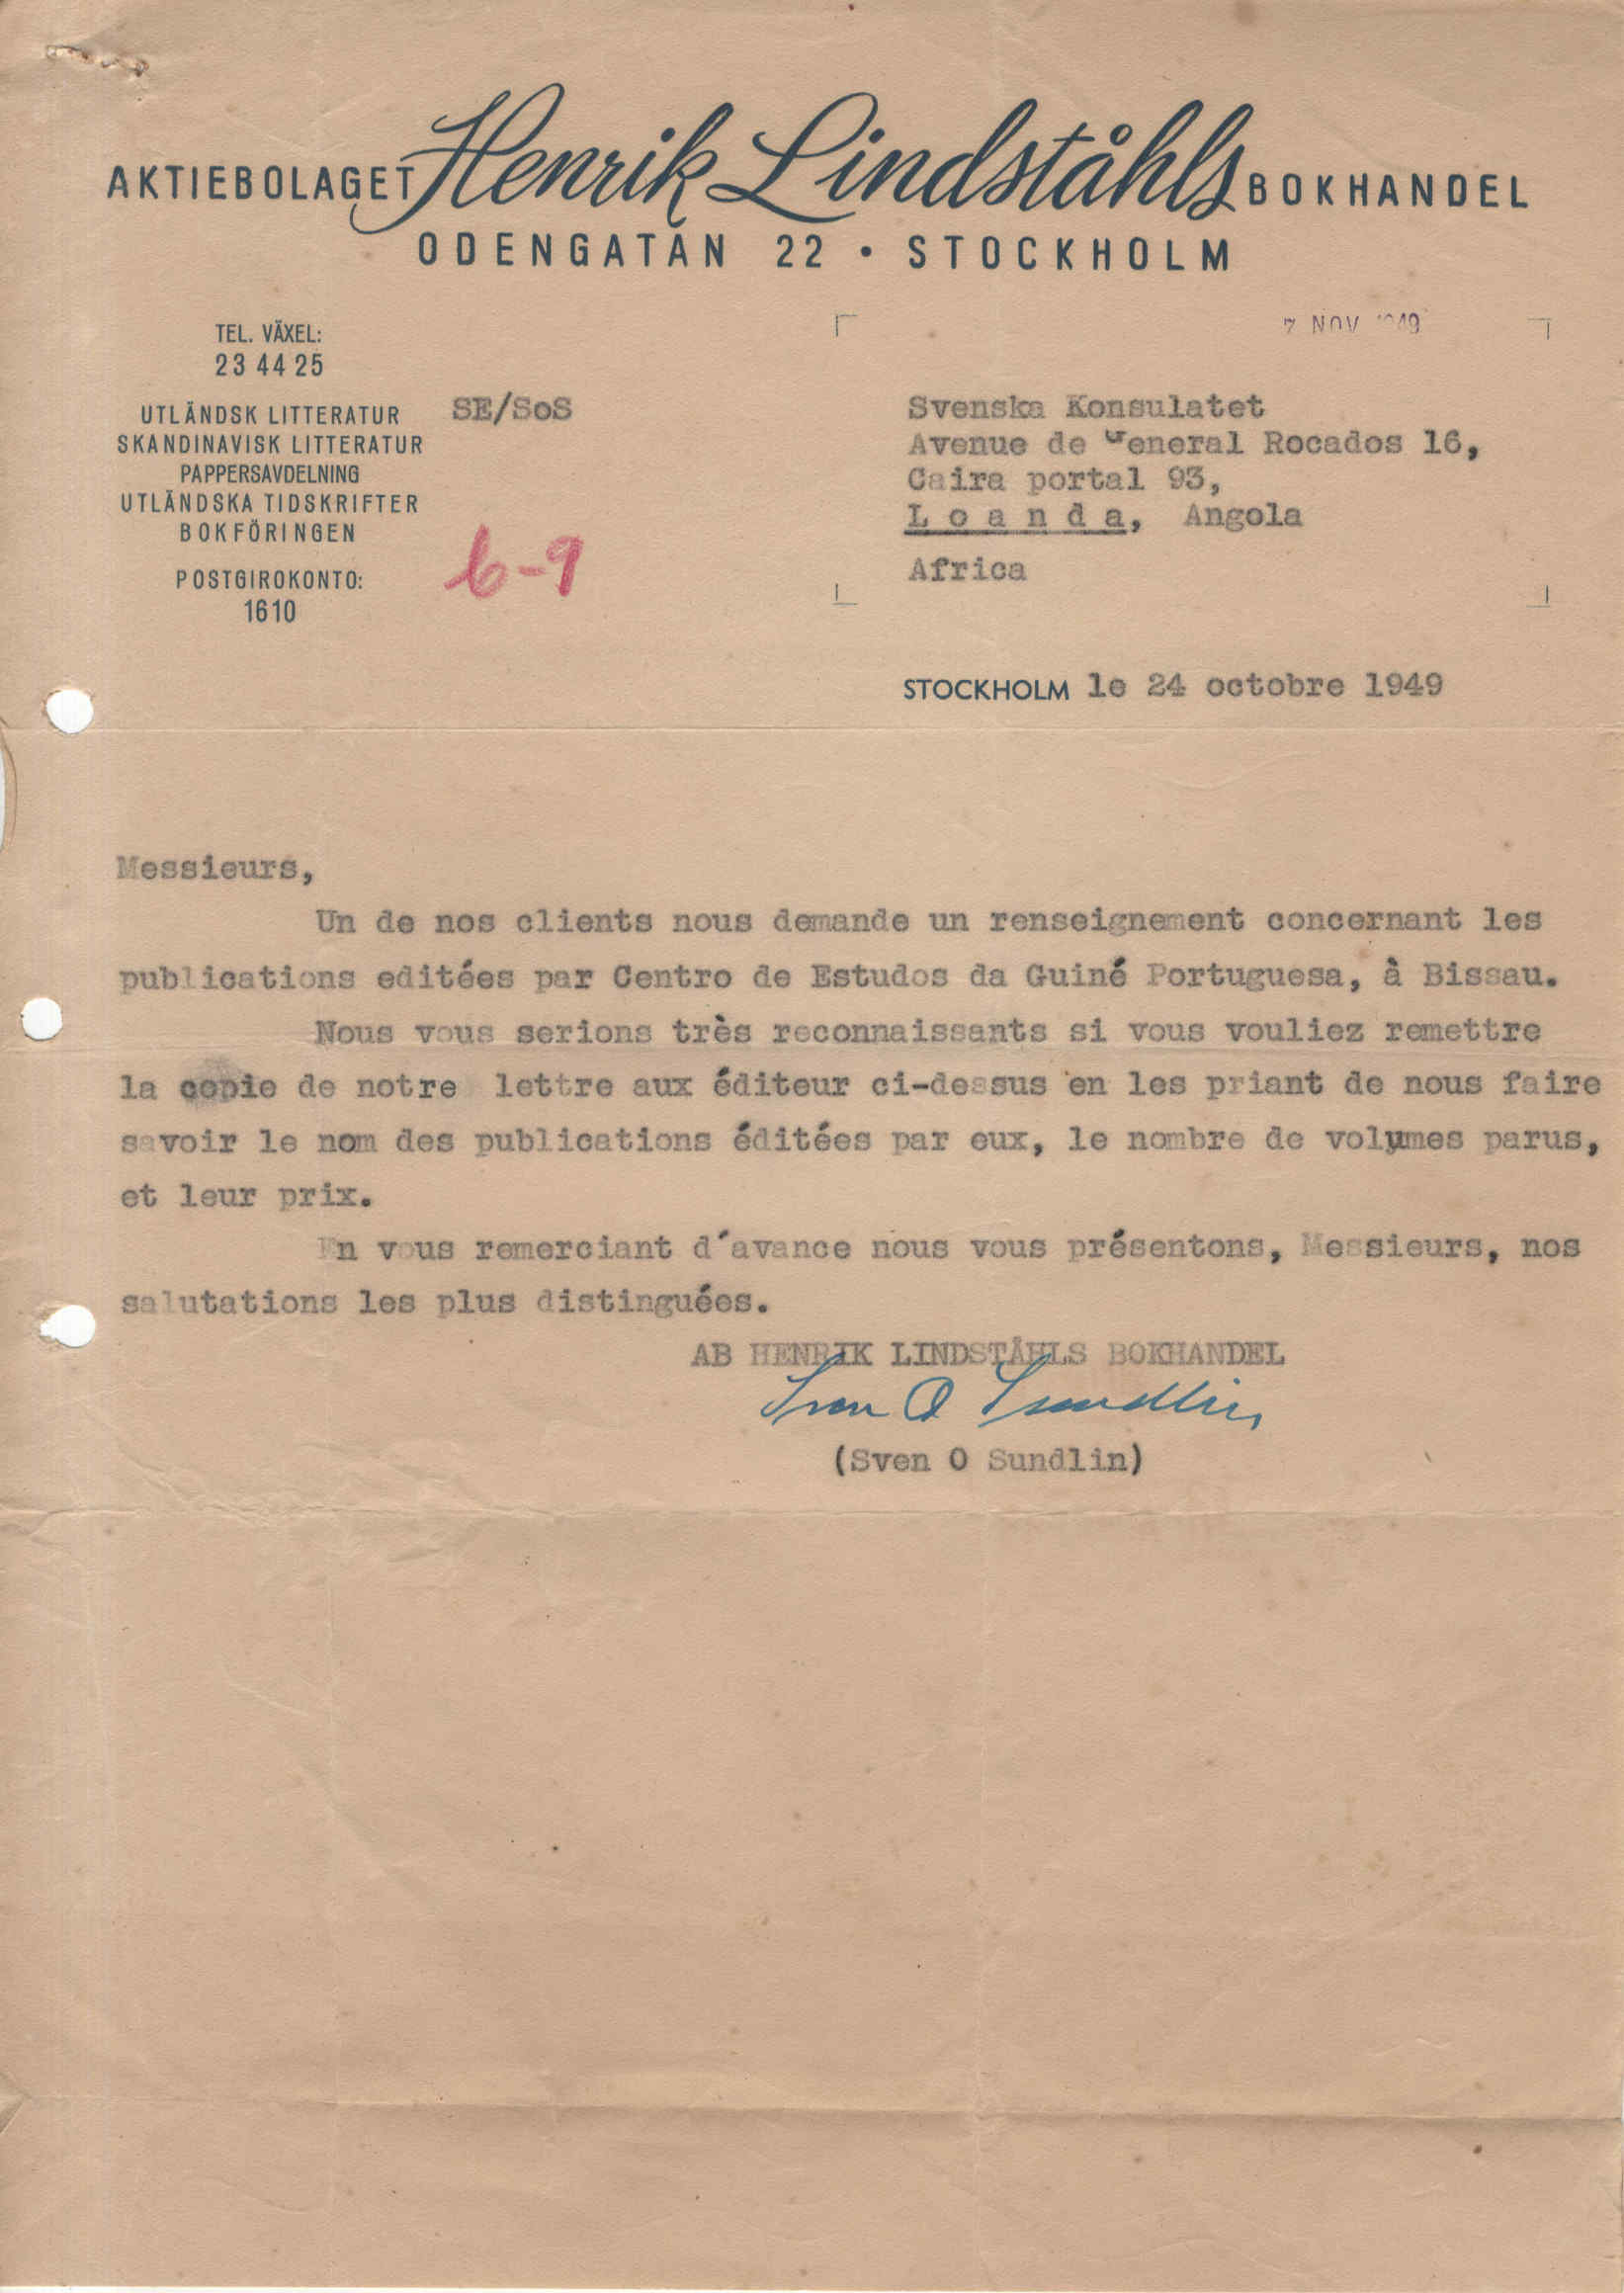 AKTIEBOLAGET Henrik Lindståhls BOKHANDEL
ODENGATAN 22 • STOCKHOLM
TEL. VÄXEL:
23 44 25
UTLÄNDSK LITTERATUR
SKANDINAVISK LITTERATUR
PAPPERSAVDELNING
UTLÄNDSKA TIDSKRIFTER
BOKFÖRINGEN
POSTGIROKONTO:
1610
SE/SoS
6-9
7 NOV 1949
Svenska Konsulatet
Avenue de General Rocados 16,
Caira portal 93,
Loanda, Angola
Africa
STOCKHOLM le 24 octobre 1949
Messieurs,
Un de nos clients nous demande un renseignement concernant les
publications editées par Centro de Estudos da Guiné Portuguesa, à Bissau.
Nous vous serions très reconnaissants si vous vouliez remettre
la copie de notre lettre aux éditeur ci-dessus en les priant de nous faire
savoir le nom des publications éditées par eux, le nombre de volymes parus,
et leur prix.
En vous remerciant d'avance nous vous présentons, Messieurs, nos
salutations les plus distinguées.
AB HENRIK LINDSTÅHLS BOKHANDEL
Sven O Sundlin
(Sven O Sundlin)